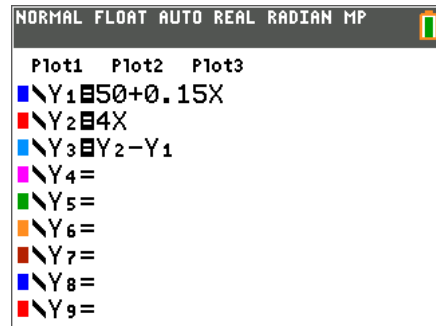 NORMAL FLOAT AUTO REAL RADIAN MP
Plot1 Plot2 Plot3
\Y₁=50+0.15X
\Y₂=4X
\Y₃=Y₂−Y₁
\Y₄=
\Y₅=
\Y₆=
\Y₇=
\Y₈=
\Y₉=